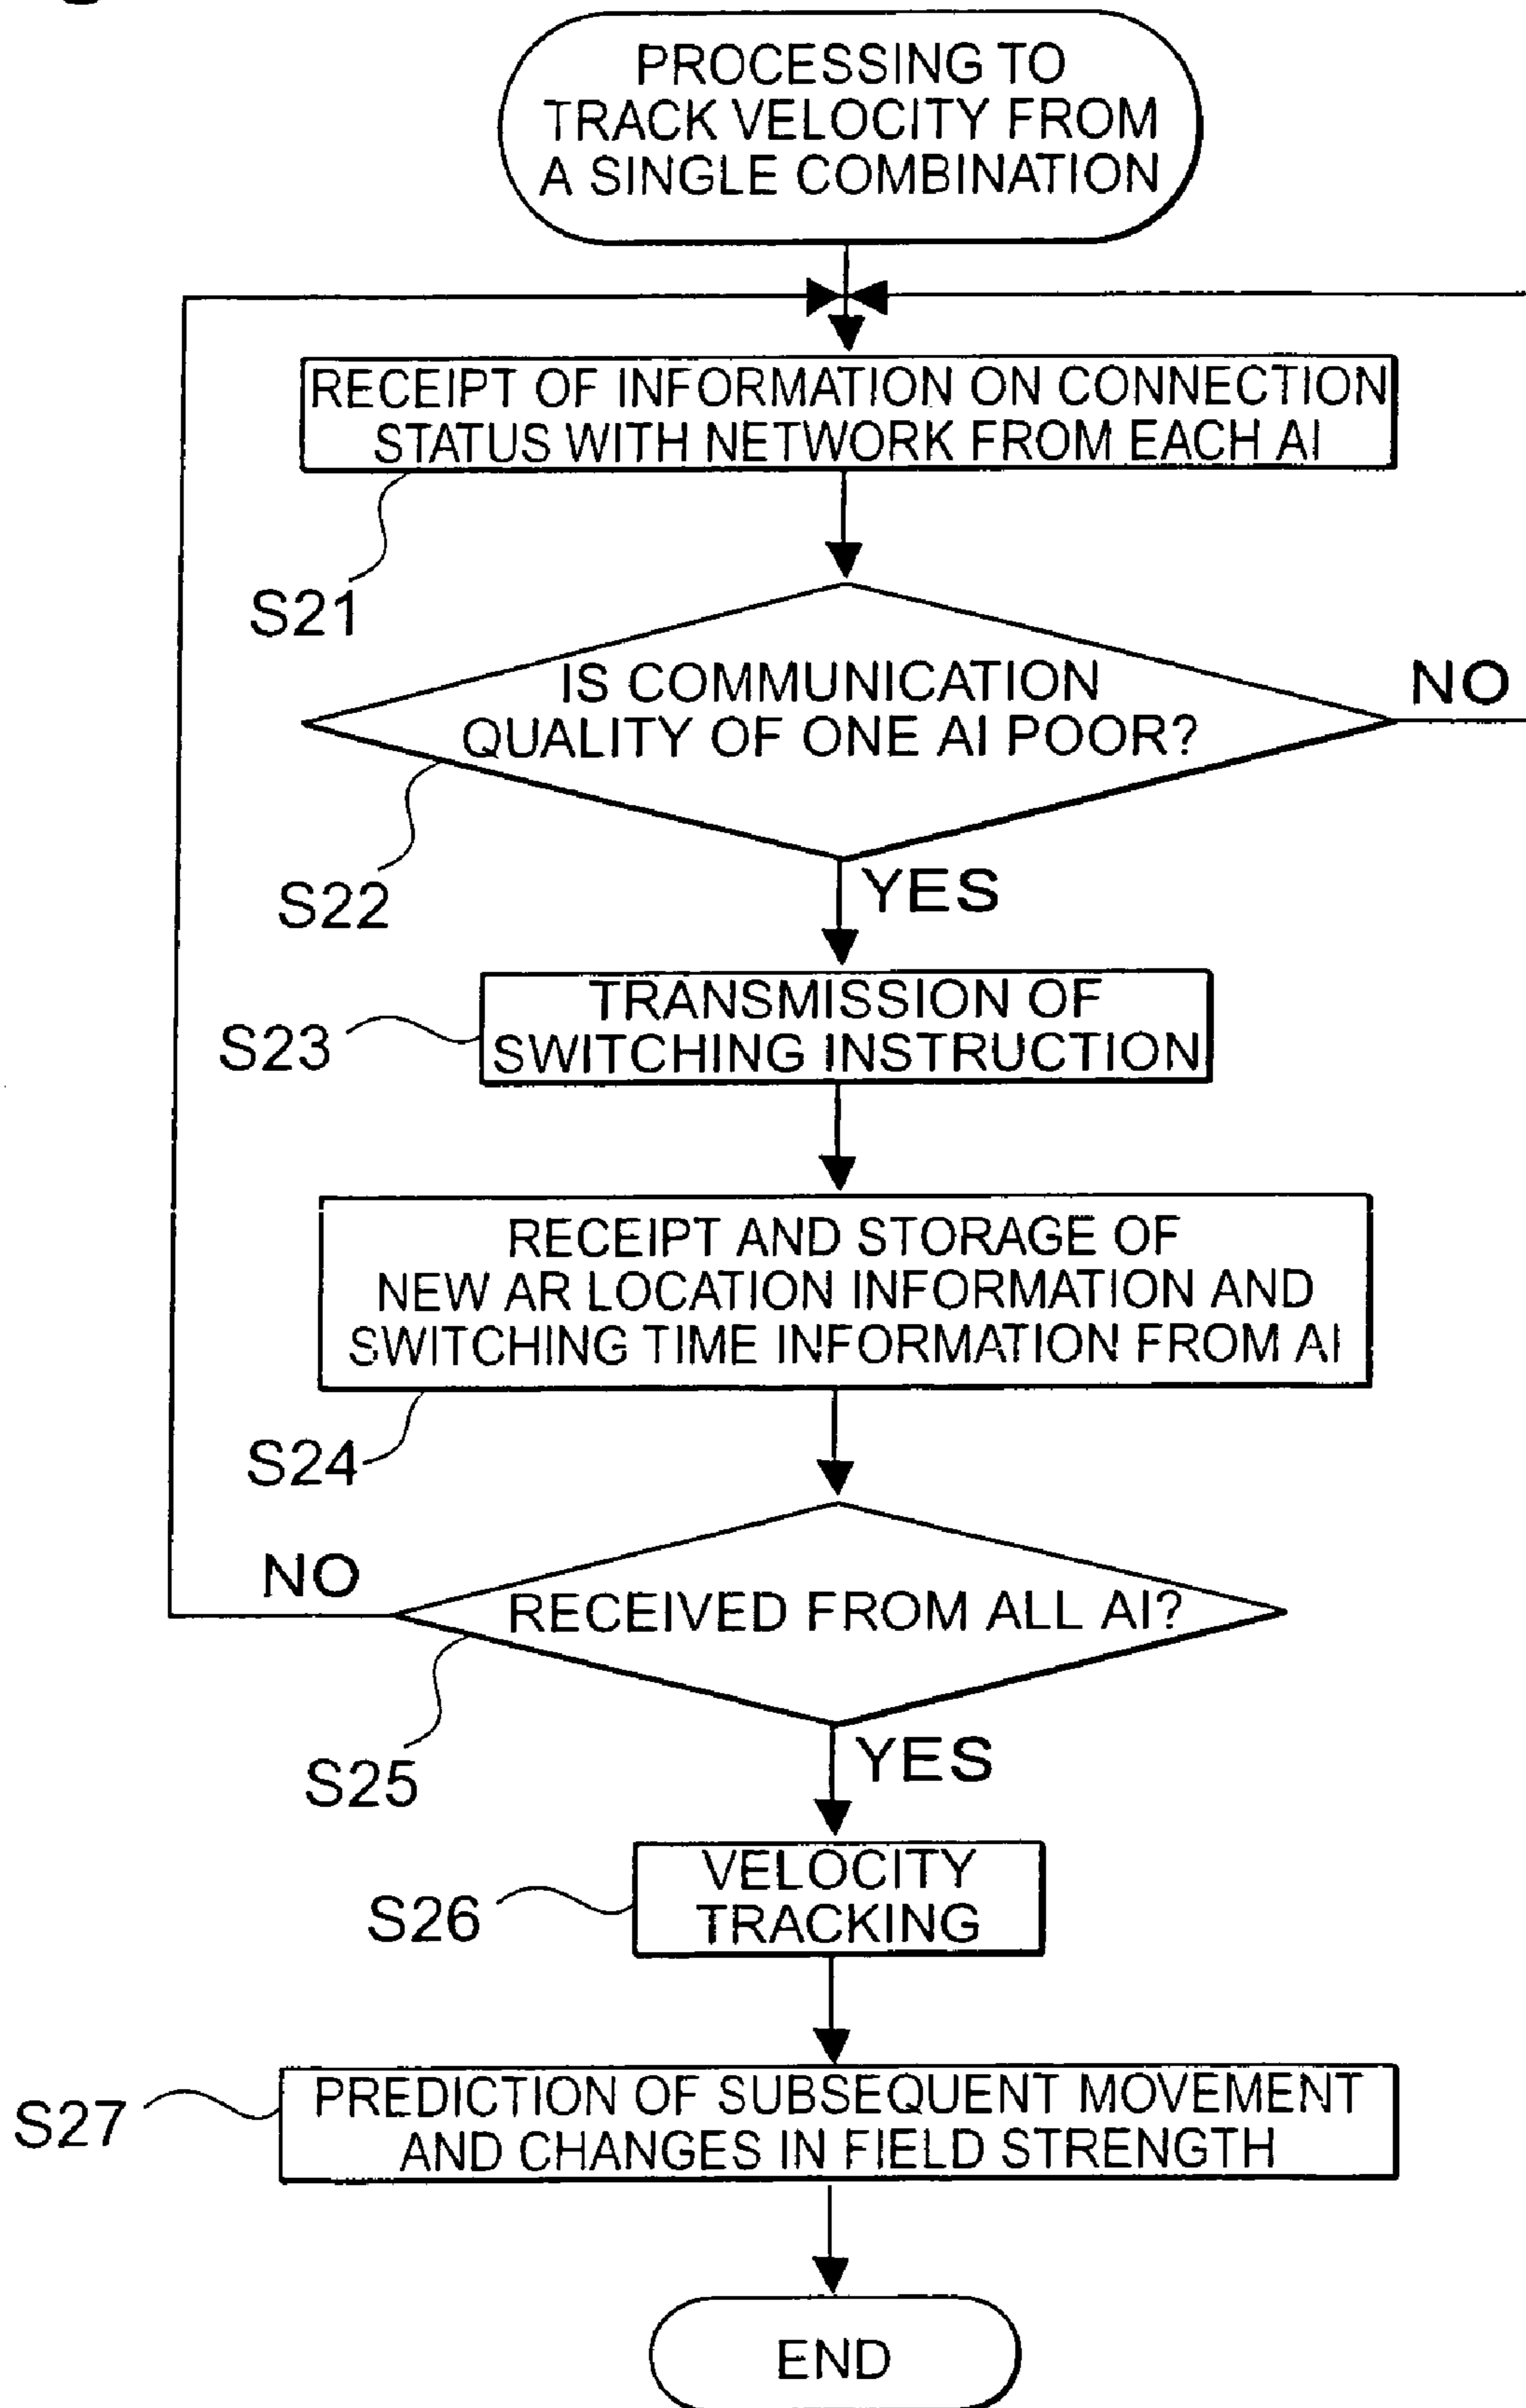 PROCESSING TO
TRACK VELOCITY FROM
A SINGLE COMBINATION
RECEIPT OF INFORMATION ON CONNECTION
STATUS WITH NETWORK FROM EACH AI
S21
IS COMMUNICATION
QUALITY OF ONE AI POOR?
NO
S22
YES
TRANSMISSION OF
SWITCHING INSTRUCTION
S23
RECEIPT AND STORAGE OF
NEW AR LOCATION INFORMATION AND
SWITCHING TIME INFORMATION FROM AI
S24
NO
RECEIVED FROM ALL AI?
S25
YES
VELOCITY
TRACKING
S26
PREDICTION OF SUBSEQUENT MOVEMENT
AND CHANGES IN FIELD STRENGTH
S27
END